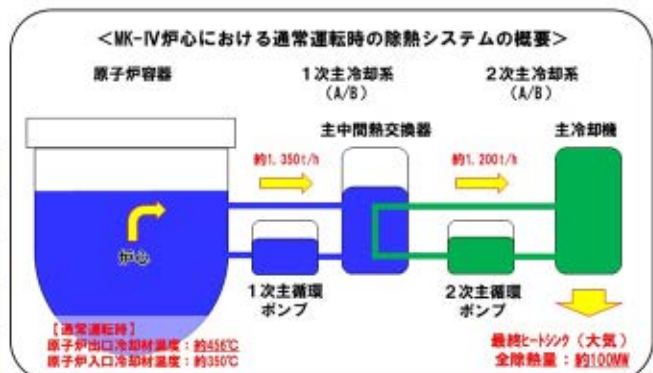 <MK-Ⅳ炉心における通常運転時の除熱システムの概要>
原子炉容器
1次主冷却系
(A/B)
2次主冷却系
(A/B)
主中間熱交換器
主冷却機
約1,350t/h
約1,200t/h
炉心
1次主循環
ポンプ
2次主循環
ポンプ
【通常運転時】
原子炉出口冷却材温度:約456℃
原子炉入口冷却材温度:約350℃
最終ヒートシンク(大気)
全除熱量:約100MW